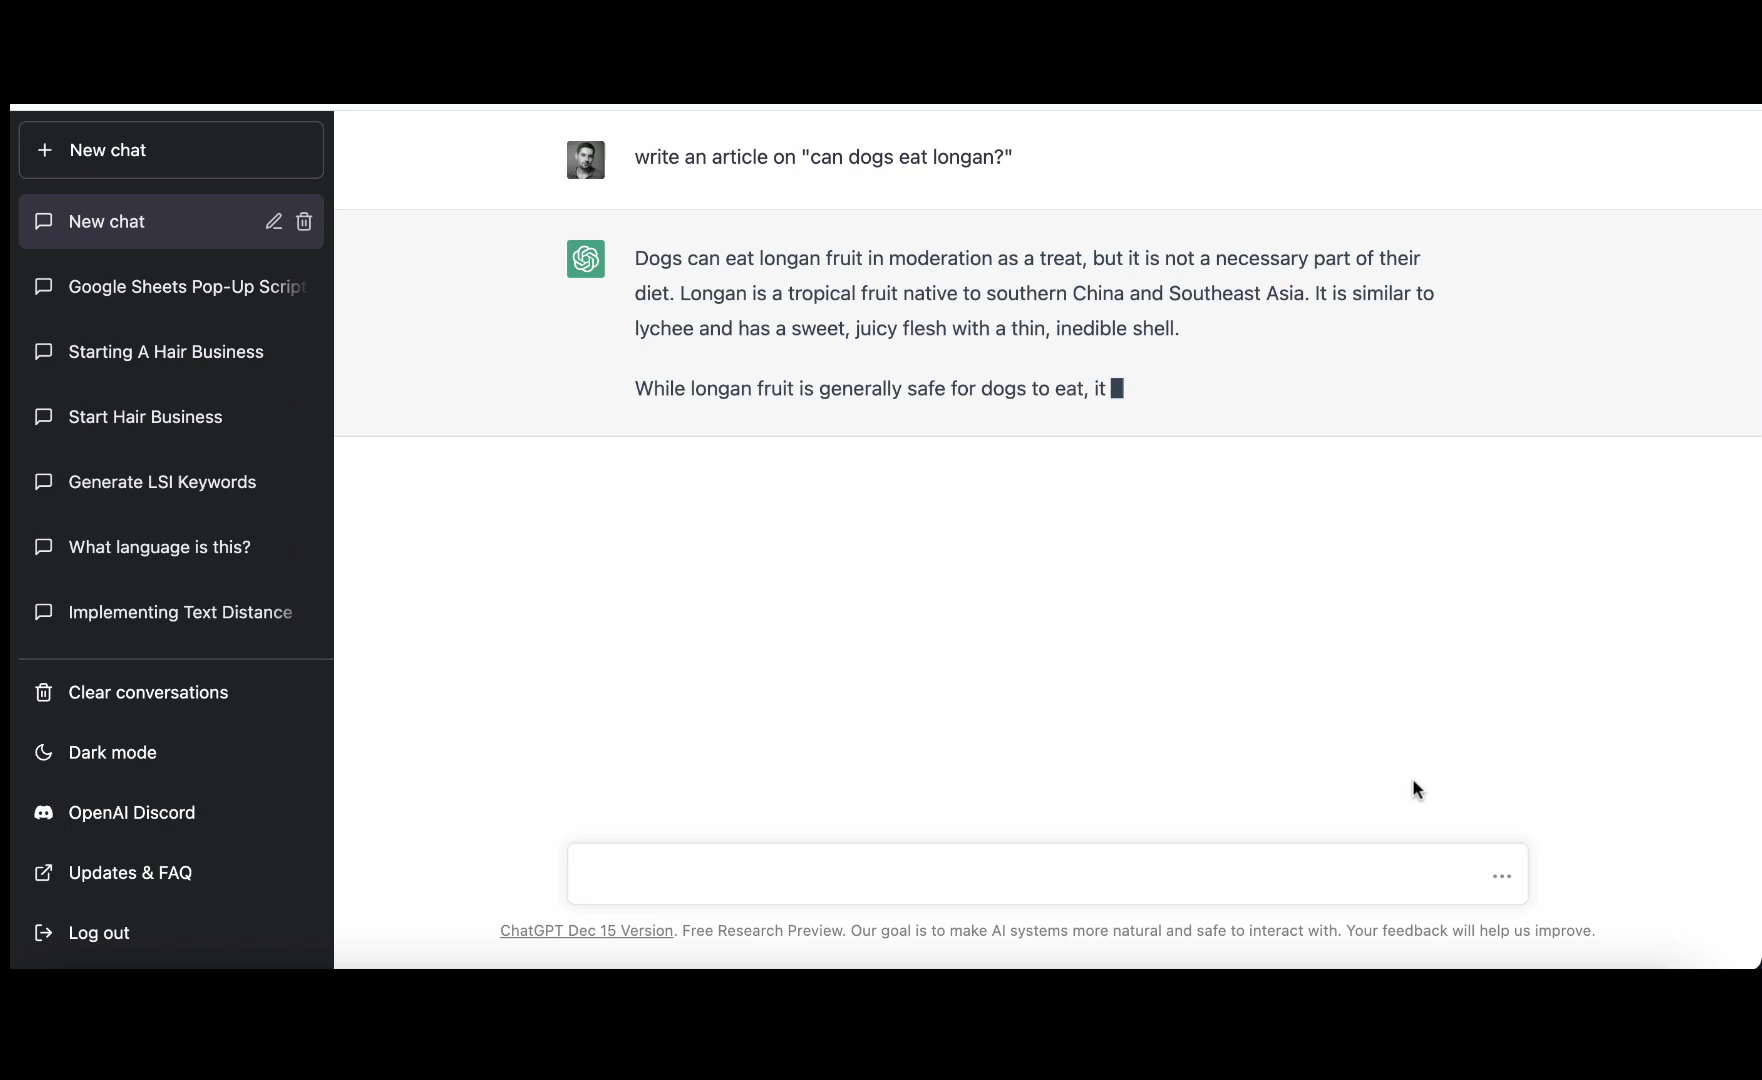 New chat
New chat
Google Sheets Pop-Up Script
Starting A Hair Business
Start Hair Business
Generate LSI Keywords
What language is this?
Implementing Text Distance
Clear conversations
Dark mode
OpenAI Discord
Updates & FAQ
Log out
write an article on "can dogs eat longan?"
Dogs can eat longan fruit in moderation as a treat, but it is not a necessary part of their
diet. Longan is a tropical fruit native to southern China and Southeast Asia. It is similar to
lychee and has a sweet, juicy flesh with a thin, inedible shell.
While longan fruit is generally safe for dogs to eat, it
ChatGPT Dec 15 Version. Free Research Preview. Our goal is to make AI systems more natural and safe to interact with. Your feedback will help us improve.